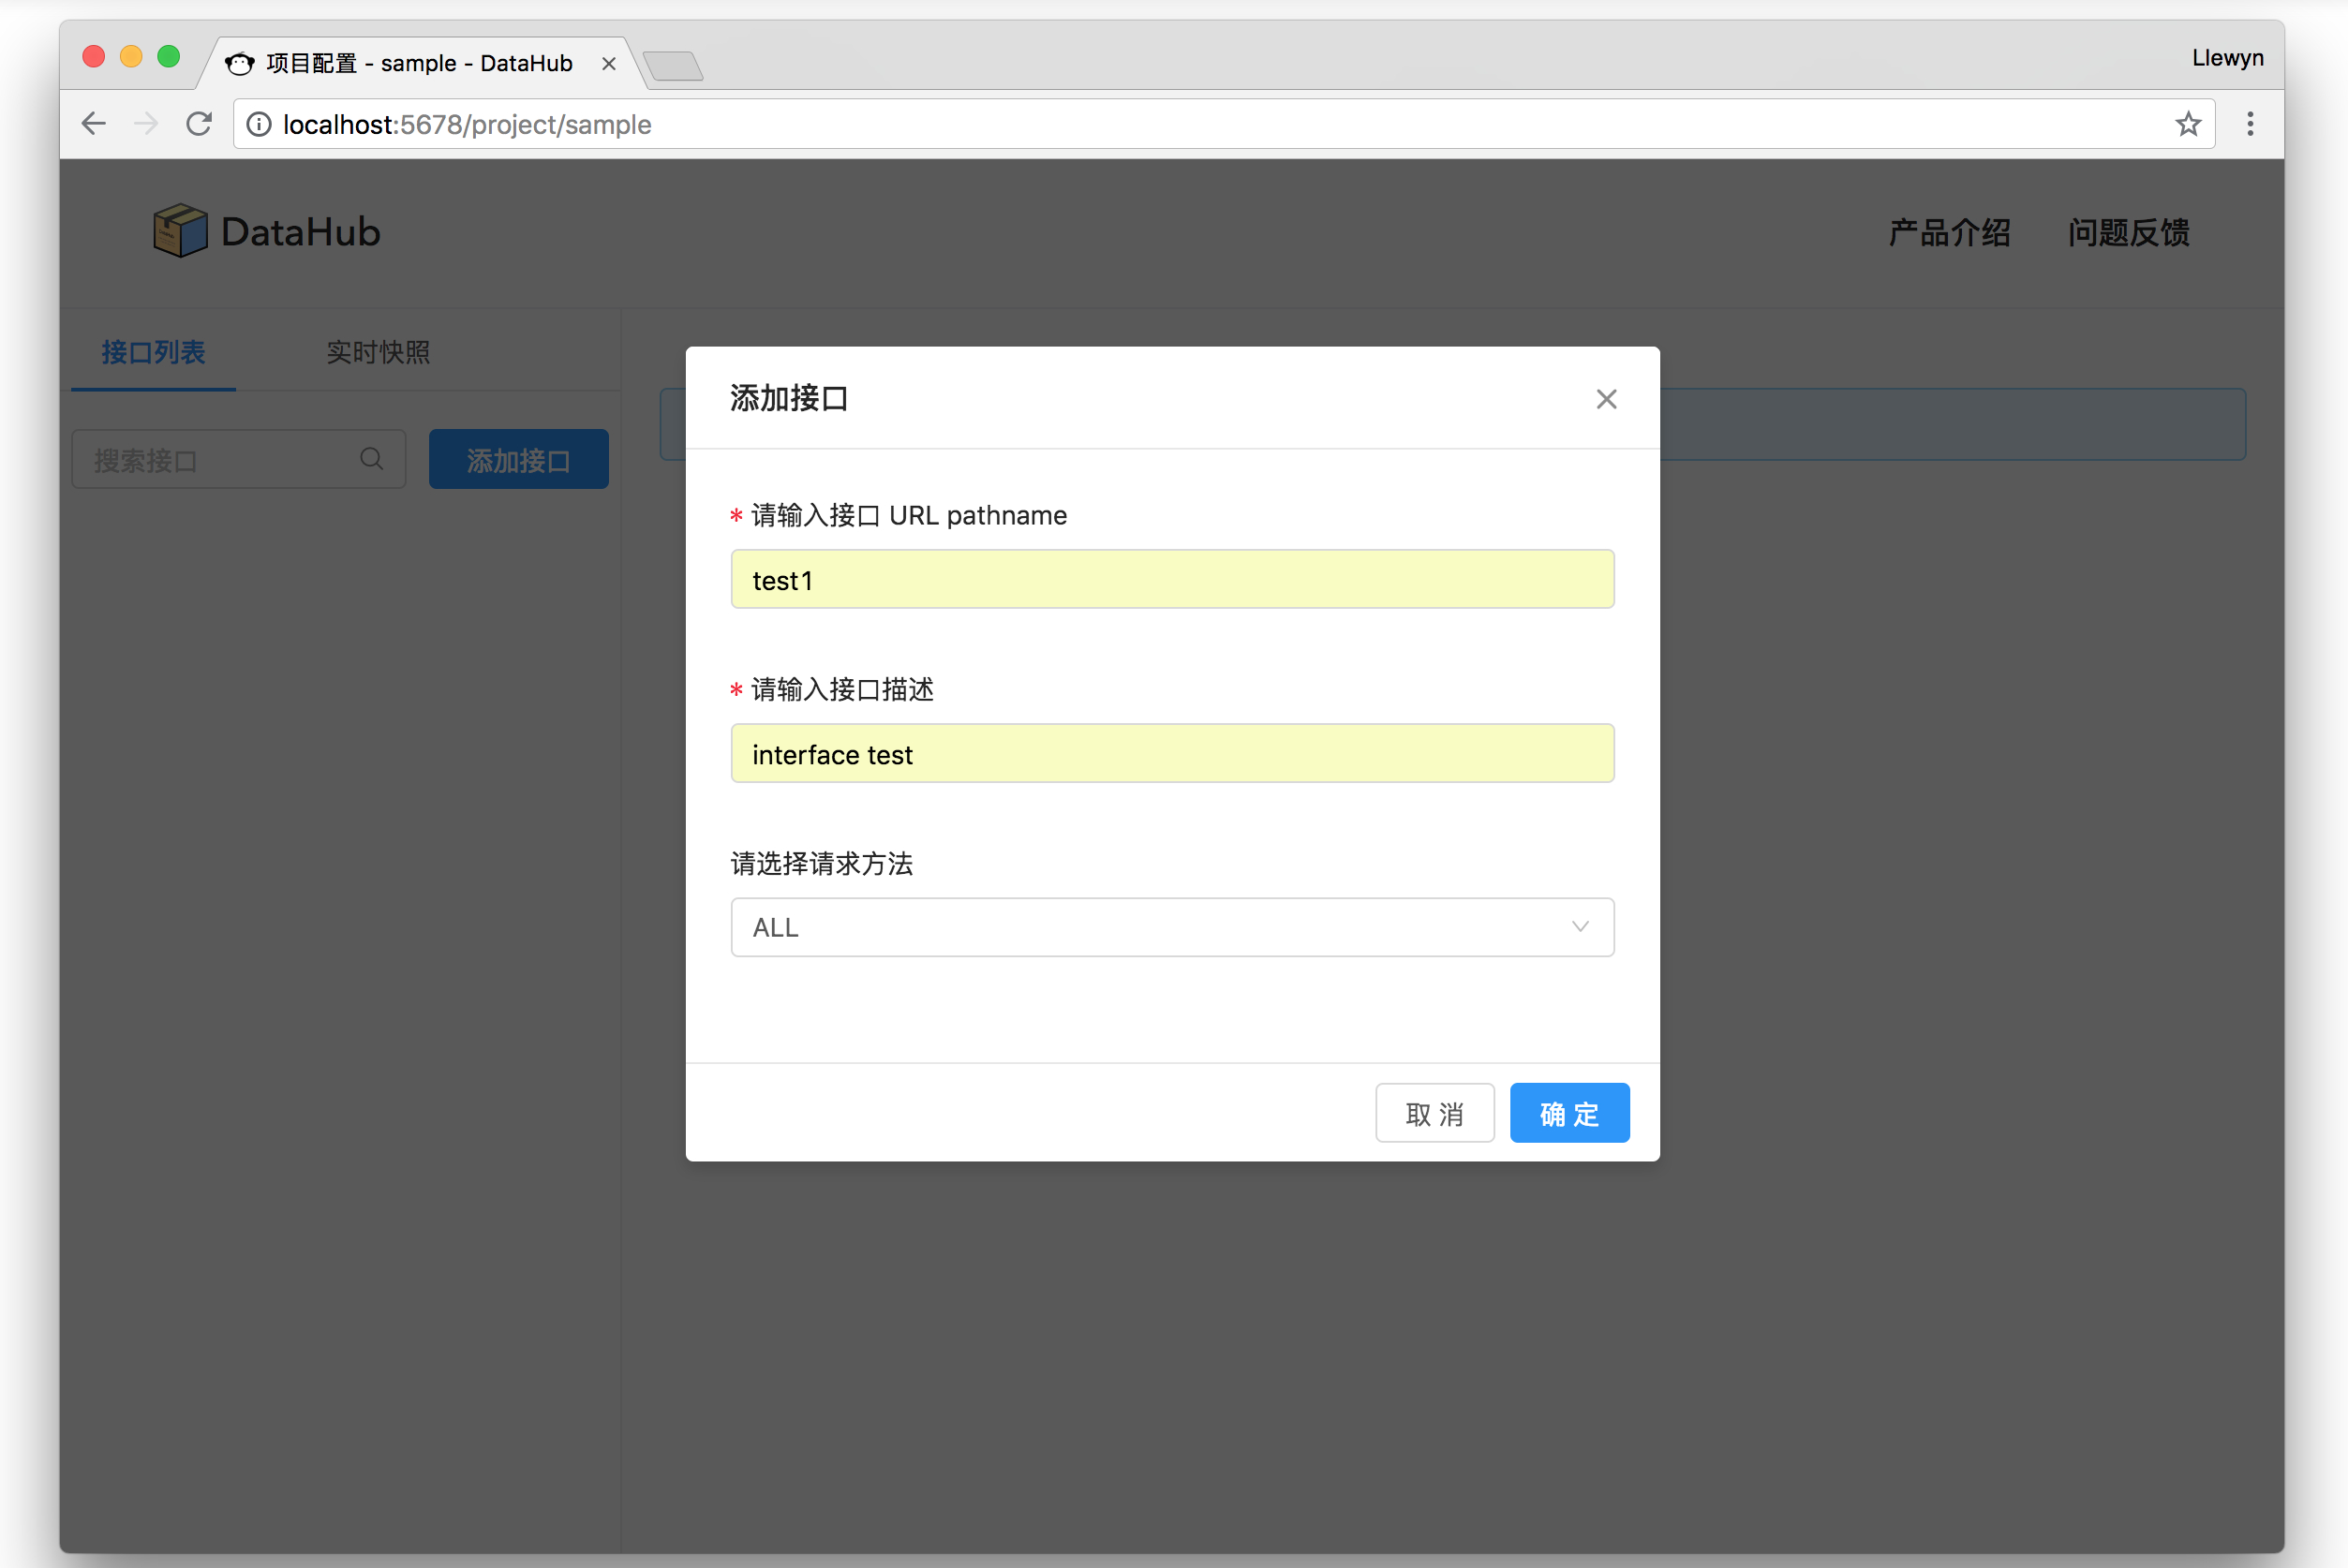 项目配置 - sample - DataHub
Llewyn
localhost:5678/project/sample
DataHub
产品介绍 问题反馈
接口列表 实时快照
搜索接口 添加接口
添加接口
* 请输入接口 URL pathname
test1
* 请输入接口描述
interface test
请选择请求方法
ALL
取 消 确 定